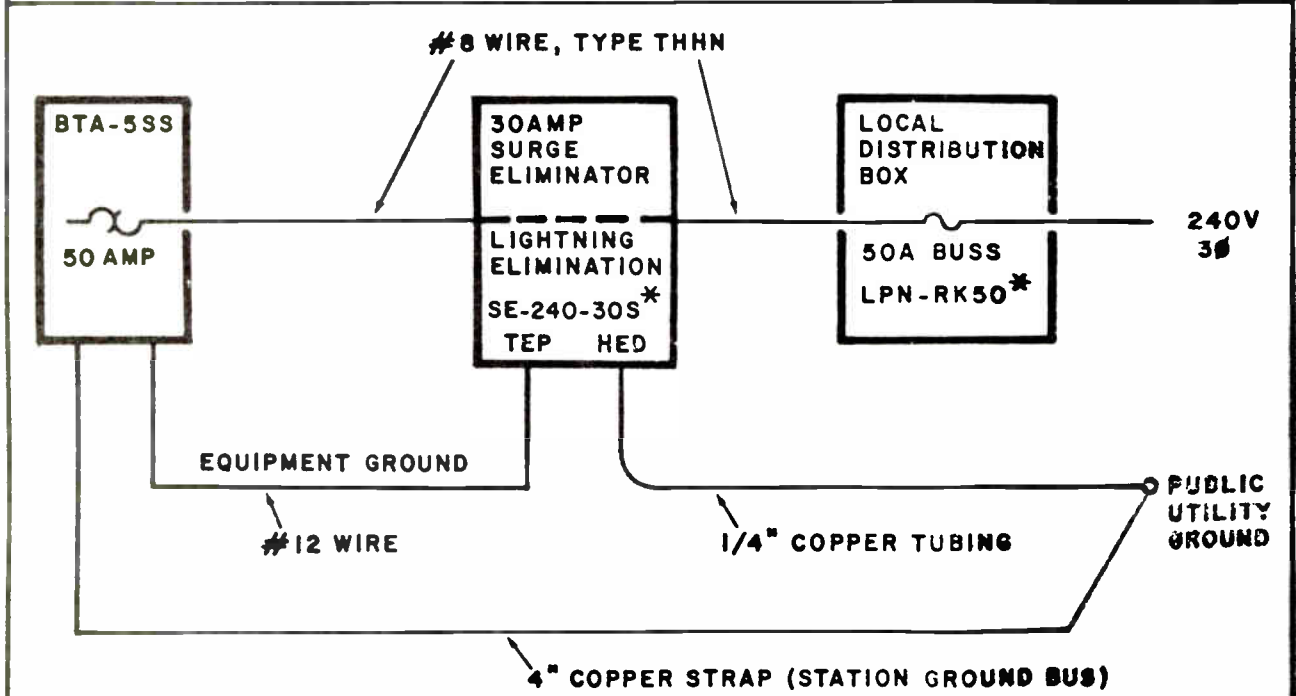 #8 WIRE, TYPE THHN
BTA-5SS
50 AMP
30AMP
SURGE
ELIMINATOR
LIGHTNING
ELIMINATION
SE-240-30S*
TEP HED
LOCAL
DISTRIBUTION
BOX
50A BUSS
LPN-RK50*
240V
3Ø
EQUIPMENT GROUND
#12 WIRE
1/4" COPPER TUBING
PUBLIC
UTILITY
GROUND
4" COPPER STRAP (STATION GROUND BUS)